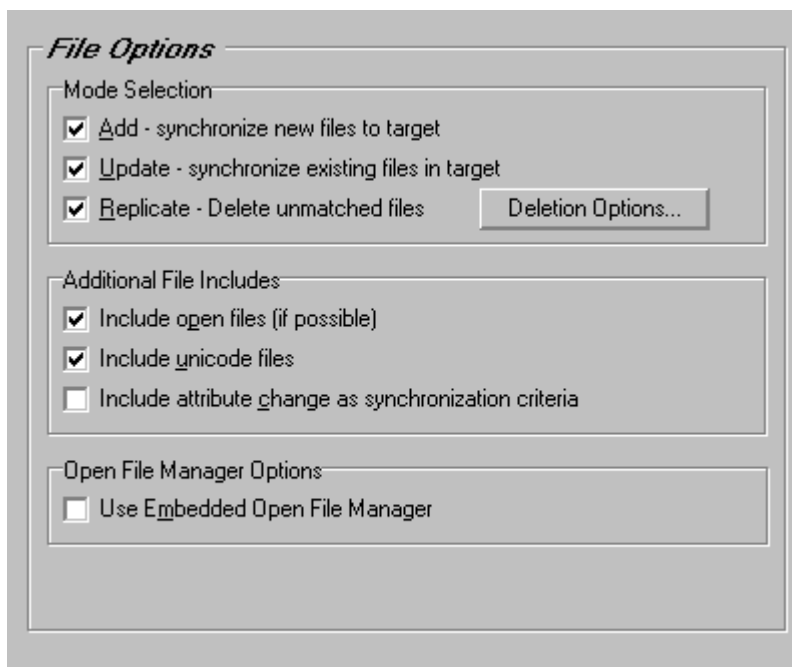 File Options
Mode Selection
Add - synchronize new files to target
Update - synchronize existing files in target
Replicate - Delete unmatched files Deletion Options...
Additional File Includes
Include open files (if possible)
Include unicode files
Include attribute change as synchronization criteria
Open File Manager Options
Use Embedded Open File Manager